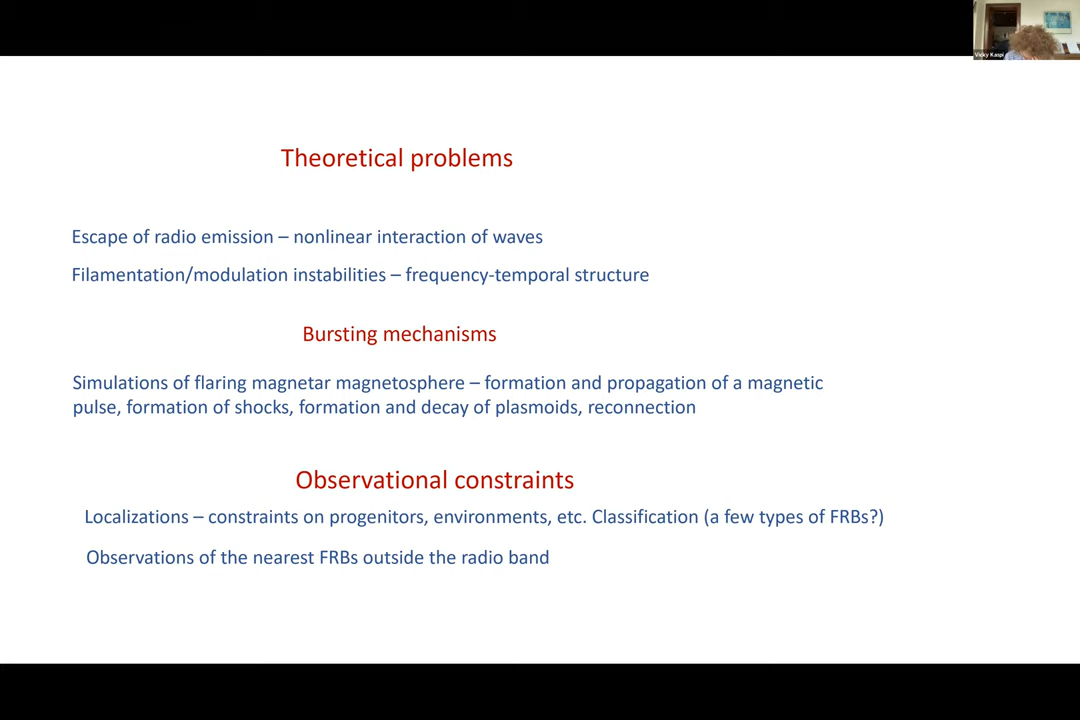 Vicky Kaspi
Theoretical problems
Escape of radio emission – nonlinear interaction of waves
Filamentation/modulation instabilities – frequency-temporal structure
Bursting mechanisms
Simulations of flaring magnetar magnetosphere – formation and propagation of a magnetic
pulse, formation of shocks, formation and decay of plasmoids, reconnection
Observational constraints
Localizations – constraints on progenitors, environments, etc. Classification (a few types of FRBs?)
Observations of the nearest FRBs outside the radio band